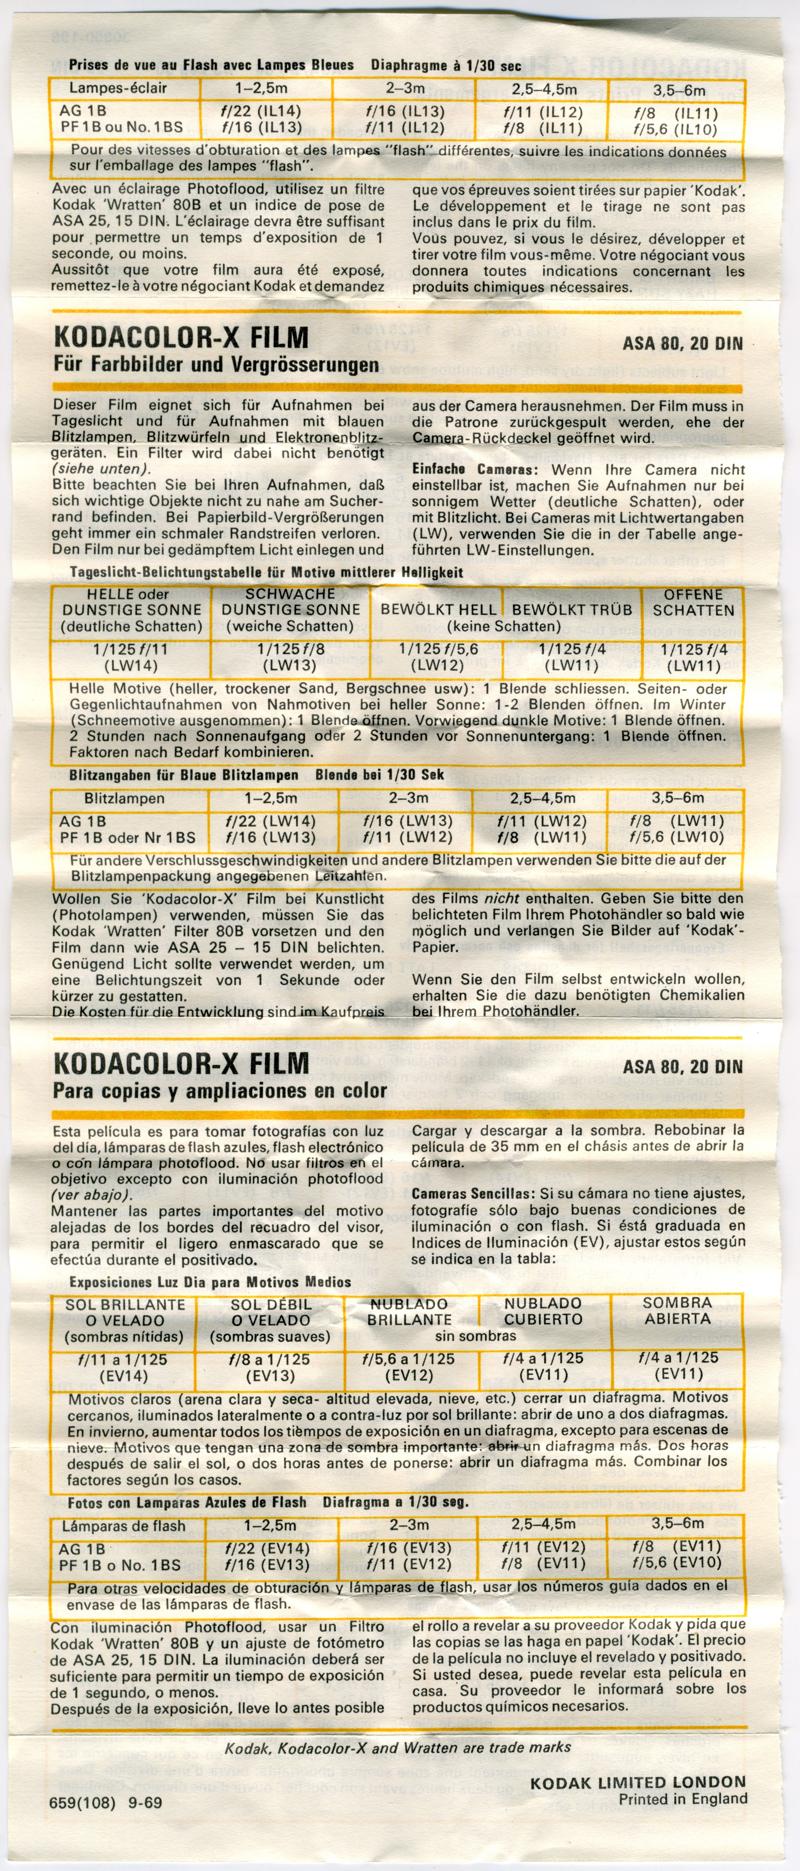 Prises de vue au Flash avec Lampes Bleues Diaphragme à 1/30 sec
Lampes-éclair 1–2,5m 2–3m 2,5–4,5m 3,5–6m
AG 1B f/22 (IL14) f/16 (IL13) f/11 (IL12) f/8 (IL11)
PF 1B ou No. 1BS f/16 (IL13) f/11 (IL12) f/8 (IL11) f/5,6 (IL10)
Pour des vitesses d'obturation et des lampes "flash" différentes, suivre les indications données
sur l'emballage des lampes "flash".
Avec un éclairage Photoflood, utilisez un filtre
Kodak 'Wratten' 80B et un indice de pose de
ASA 25, 15 DIN. L'éclairage devra être suffisant
pour permettre un temps d'exposition de 1
seconde, ou moins.
Aussitôt que votre film aura été exposé,
remettez-le à votre négociant Kodak et demandez
que vos épreuves soient tirées sur papier 'Kodak'.
Le développement et le tirage ne sont pas
inclus dans le prix du film.
Vous pouvez, si vous le désirez, développer et
tirer votre film vous-même. Votre négociant vous
donnera toutes indications concernant les
produits chimiques nécessaires.
KODACOLOR-X FILM ASA 80, 20 DIN
Für Farbbilder und Vergrösserungen
Dieser Film eignet sich für Aufnahmen bei
Tageslicht und für Aufnahmen mit blauen
Blitzlampen, Blitzwürfeln und Elektronenblitz-
geräten. Ein Filter wird dabei nicht benötigt
(siehe unten).
Bitte beachten Sie bei Ihren Aufnahmen, daß
sich wichtige Objekte nicht zu nahe am Sucher-
rand befinden. Bei Papierbild-Vergrößerungen
geht immer ein schmaler Randstreifen verloren.
Den Film nur bei gedämpftem Licht einlegen und
aus der Camera herausnehmen. Der Film muss in
die Patrone zurückgespult werden, ehe der
Camera-Rückdeckel geöffnet wird.
Einfache Cameras: Wenn Ihre Camera nicht
einstellbar ist, machen Sie Aufnahmen nur bei
sonnigem Wetter (deutliche Schatten), oder
mit Blitzlicht. Bei Cameras mit Lichtwertangaben
(LW), verwenden Sie die in der Tabelle ange-
führten LW-Einstellungen.
Tageslicht-Belichtungstabelle für Motive mittlerer Helligkeit
HELLE oder SCHWACHE OFFENE
DUNSTIGE SONNE DUNSTIGE SONNE BEWÖLKT HELL BEWÖLKT TRÜB SCHATTEN
(deutliche Schatten) (weiche Schatten) (keine Schatten)
1/125 f/11 1/125 f/8 1/125 f/5,6 1/125 f/4 1/125 f/4
(LW14) (LW13) (LW12) (LW11) (LW11)
Helle Motive (heller, trockener Sand, Bergschnee usw): 1 Blende schliessen. Seiten- oder
Gegenlichtaufnahmen von Nahmotiven bei heller Sonne: 1-2 Blenden öffnen. Im Winter
(Schneemotive ausgenommen): 1 Blende öffnen. Vorwiegend dunkle Motive: 1 Blende öffnen.
2 Stunden nach Sonnenaufgang oder 2 Stunden vor Sonnenuntergang: 1 Blende öffnen.
Faktoren nach Bedarf kombinieren.
Blitzangaben für Blaue Blitzlampen Blende bei 1/30 Sek
Blitzlampen 1–2,5m 2–3m 2,5–4,5m 3,5–6m
AG 1B f/22 (LW14) f/16 (LW13) f/11 (LW12) f/8 (LW11)
PF 1B oder Nr 1BS f/16 (LW13) f/11 (LW12) f/8 (LW11) f/5,6 (LW10)
Für andere Verschlussgeschwindigkeiten und andere Blitzlampen verwenden Sie bitte die auf der
Blitzlampenpackung angegebenen Leitzahlen.
Wollen Sie 'Kodacolor-X' Film bei Kunstlicht
(Photolampen) verwenden, müssen Sie das
Kodak 'Wratten' Filter 80B vorsetzen und den
Film dann wie ASA 25 – 15 DIN belichten.
Genügend Licht sollte verwendet werden, um
eine Belichtungszeit von 1 Sekunde oder
kürzer zu gestatten.
Die Kosten für die Entwicklung sind im Kaufpreis
des Films nicht enthalten. Geben Sie bitte den
belichteten Film Ihrem Photohändler so bald wie
möglich und verlangen Sie Bilder auf 'Kodak'-
Papier.
Wenn Sie den Film selbst entwickeln wollen,
erhalten Sie die dazu benötigten Chemikalien
bei Ihrem Photohändler.
KODACOLOR-X FILM ASA 80, 20 DIN
Para copias y ampliaciones en color
Esta película es para tomar fotografías con luz
del día, lámparas de flash azules, flash electrónico
o con lámpara photoflood. No usar filtros en el
objetivo excepto con iluminación photoflood
(ver abajo).
Mantener las partes importantes del motivo
alejadas de los bordes del recuadro del visor,
para permitir el ligero enmascarado que se
efectúa durante el positivado.
Cargar y descargar a la sombra. Rebobinar la
película de 35 mm en el chásis antes de abrir la
cámara.
Cameras Sencillas: Si su cámara no tiene ajustes,
fotografíe sólo bajo buenas condiciones de
iluminación o con flash. Si éstá graduada en
Indices de Iluminación (EV), ajustar estos según
se indica en la tabla:
Exposiciones Luz Dia para Motivos Medios
SOL BRILLANTE SOL DÉBIL NUBLADO NUBLADO SOMBRA
O VELADO O VELADO BRILLANTE CUBIERTO ABIERTA
(sombras nítidas) (sombras suaves) sin sombras
f/11 a 1/125 f/8 a 1/125 f/5,6 a 1/125 f/4 a 1/125 f/4 a 1/125
(EV14) (EV13) (EV12) (EV11) (EV11)
Motivos claros (arena clara y seca- altitud elevada, nieve, etc.) cerrar un diafragma. Motivos
cercanos, iluminados lateralmente o a contra-luz por sol brillante: abrir de uno a dos diafragmas.
En invierno, aumentar todos los tiempos de exposición en un diafragma, excepto para escenas de
nieve. Motivos que tengan una zona de sombra importante: abrir un diafragma más. Dos horas
después de salir el sol, o dos horas antes de ponerse: abrir un diafragma más. Combinar los
factores según los casos.
Fotos con Lamparas Azules de Flash Diafragma a 1/30 seg.
Lámparas de flash 1–2,5m 2–3m 2,5–4,5m 3,5–6m
AG 1B f/22 (EV14) f/16 (EV13) f/11 (EV12) f/8 (EV11)
PF 1B o No. 1BS f/16 (EV13) f/11 (EV12) f/8 (EV11) f/5,6 (EV10)
Para otras velocidades de obturación y lámparas de flash, usar los números guía dados en el
envase de las lámparas de flash.
Con iluminación Photoflood, usar un Filtro
Kodak 'Wratten' 80B y un ajuste de fotómetro
de ASA 25, 15 DIN. La iluminación deberá ser
suficiente para permitir un tiempo de exposición
de 1 segundo, o menos.
Después de la exposición, lleve lo antes posible
el rollo a revelar a su proveedor Kodak y pida que
las copias se las haga en papel 'Kodak'. El precio
de la película no incluye el revelado y positivado.
Si usted desea, puede revelar esta película en
casa. Su proveedor le informará sobre los
productos químicos necesarios.
Kodak, Kodacolor-X and Wratten are trade marks
KODAK LIMITED LONDON
659(108) 9-69 Printed in England